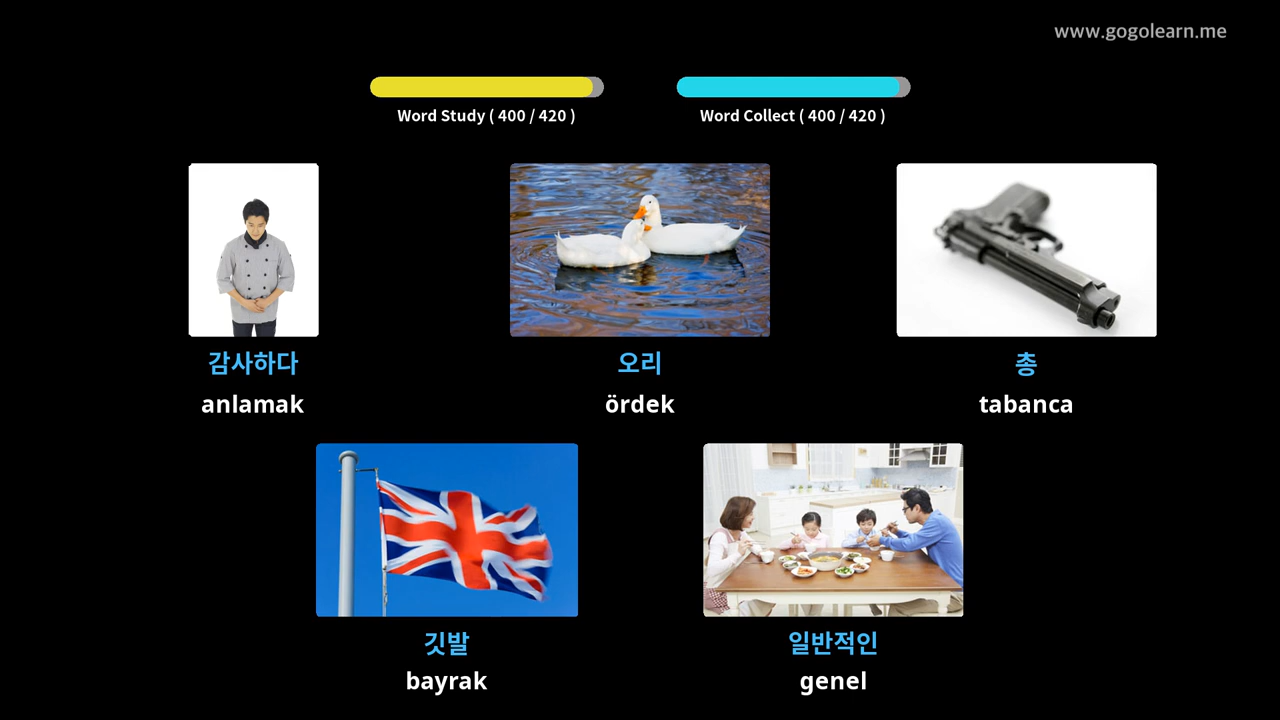 www.gogolearn.me
Word Study ( 400 / 420 )
Word Collect ( 400 / 420 )
감사하다
anlamak
오리
ördek
총
tabanca
깃발
bayrak
일반적인
genel